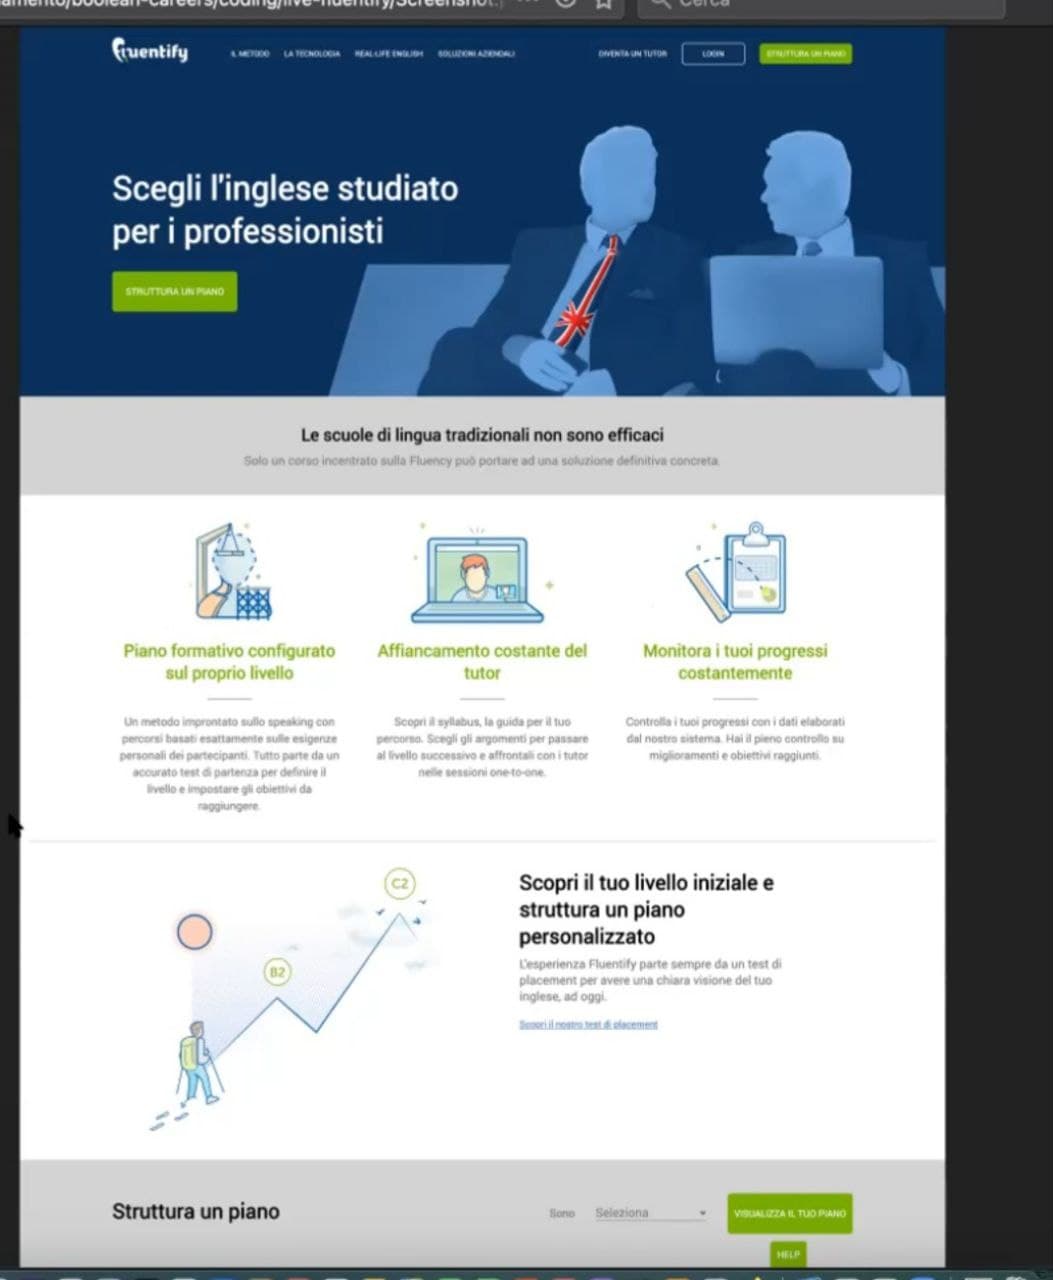 amento/boolean-careers/coding/live-fluentify/Screenshot.
Cerca
fluentify
IL METODO LA TECNOLOGIA REAL-LIFE ENGLISH SOLUZIONI AZIENDALI DIVENTA UN TUTOR LOGIN STRUTTURA UN PIANO
Scegli l'inglese studiato
per i professionisti
STRUTTURA UN PIANO
Le scuole di lingua tradizionali non sono efficaci
Solo un corso incentrato sulla Fluency può portare ad una soluzione definitiva concreta.
Piano formativo configurato
sul proprio livello
Un metodo improntato sullo speaking con
percorsi basati esattamente sulle esigenze
personali dei partecipanti. Tutto parte da un
accurato test di partenza per definire il
livello e impostare gli obiettivi da
raggiungere.
Affiancamento costante del
tutor
Scopri il syllabus, la guida per il tuo
percorso. Scegli gli argomenti per passare
al livello successivo e affrontali con i tutor
nelle sessioni one-to-one.
Monitora i tuoi progressi
costantemente
Controlla i tuoi progressi con i dati elaborati
dal nostro sistema. Hai il pieno controllo su
miglioramenti e obiettivi raggiunti.
C2
B2
Scopri il tuo livello iniziale e
struttura un piano
personalizzato
L'esperienza Fluentify parte sempre da un test di
placement per avere una chiara visione del tuo
inglese, ad oggi.
Scopri il nostro test di placement
Struttura un piano
Sono Seleziona
VISUALIZZA IL TUO PIANO
HELP